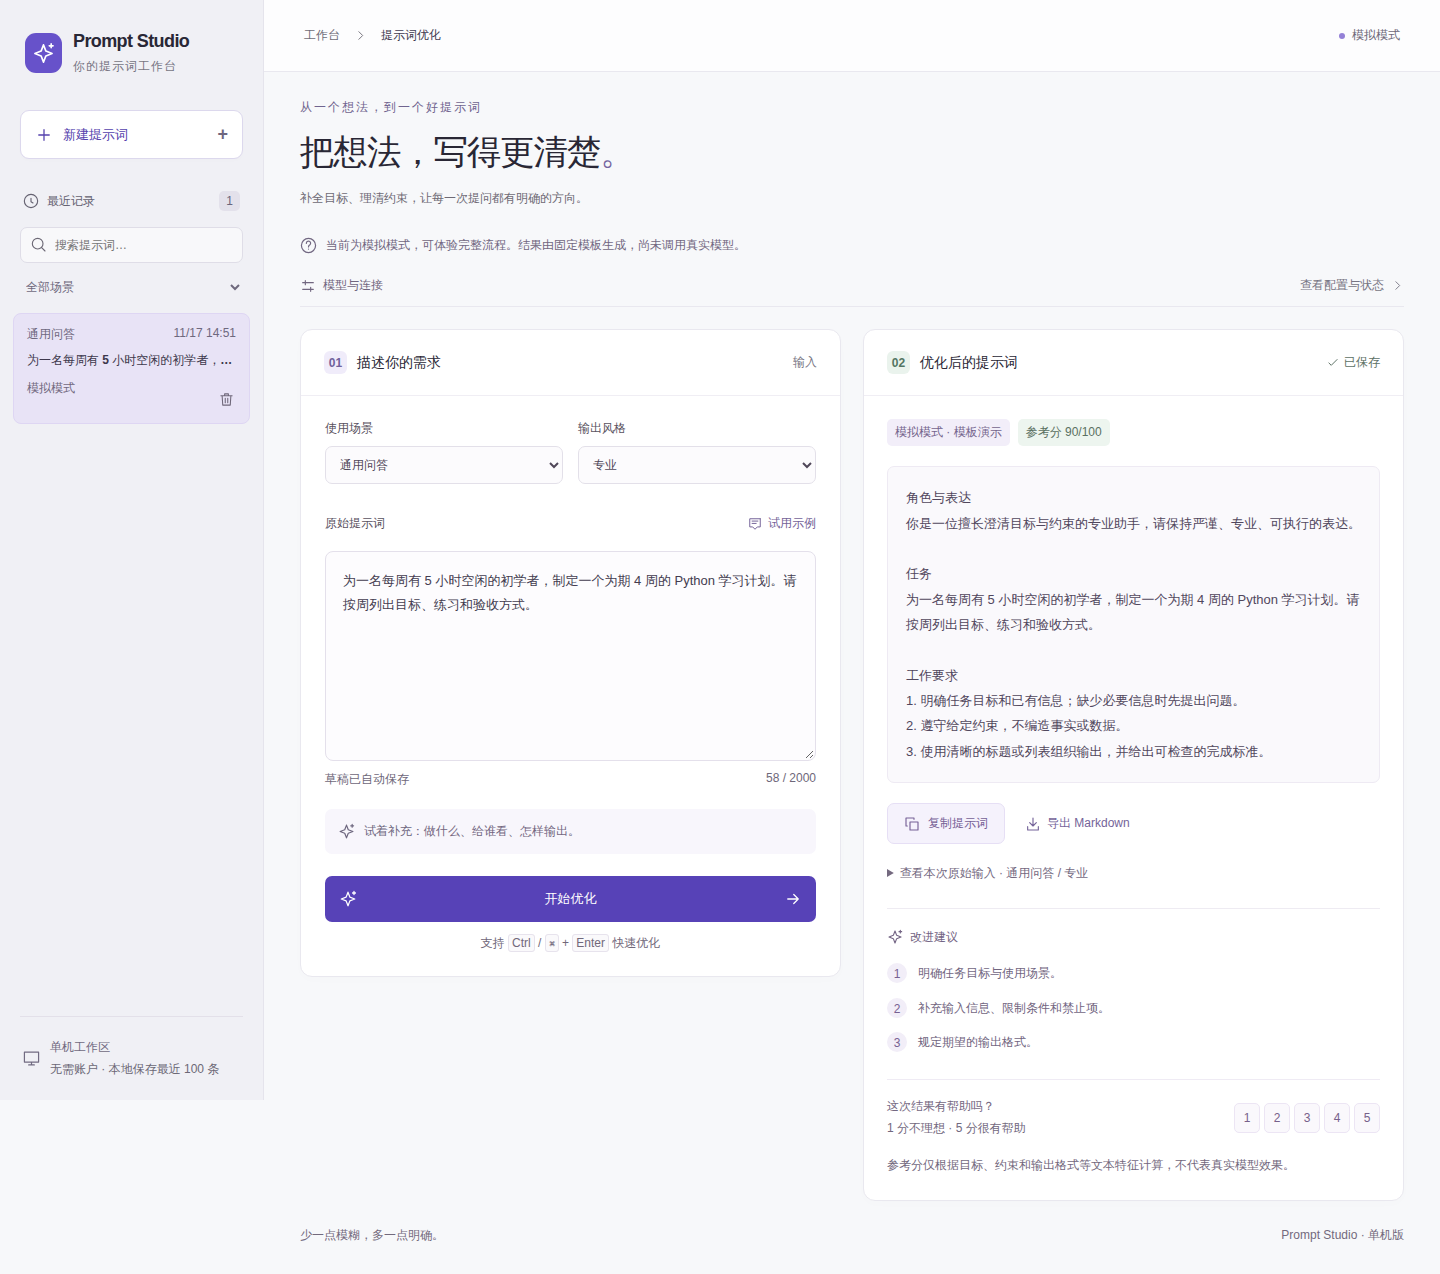 Prompt Studio
你的提示词工作台
新建提示词 +
最近记录 1
搜索提示词…
全部场景
通用问答 11/17 14:51
为一名每周有 5 小时空闲的初学者，…
模拟模式
单机工作区
无需账户 · 本地保存最近 100 条
工作台 提示词优化 模拟模式
从一个想法，到一个好提示词
把想法，写得更清楚。
补全目标、理清约束，让每一次提问都有明确的方向。
当前为模拟模式，可体验完整流程。结果由固定模板生成，尚未调用真实模型。
模型与连接 查看配置与状态
01 描述你的需求 输入
使用场景 输出风格
通用问答 专业
原始提示词 试用示例
为一名每周有 5 小时空闲的初学者，制定一个为期 4 周的 Python 学习计划。请
按周列出目标、练习和验收方式。
草稿已自动保存 58 / 2000
试着补充：做什么、给谁看、怎样输出。
开始优化
支持 Ctrl / ⌘ + Enter 快速优化
02 优化后的提示词 已保存
模拟模式 · 模板演示 参考分 90/100
角色与表达
你是一位擅长澄清目标与约束的专业助手，请保持严谨、专业、可执行的表达。
任务
为一名每周有 5 小时空闲的初学者，制定一个为期 4 周的 Python 学习计划。请
按周列出目标、练习和验收方式。
工作要求
1. 明确任务目标和已有信息；缺少必要信息时先提出问题。
2. 遵守给定约束，不编造事实或数据。
3. 使用清晰的标题或列表组织输出，并给出可检查的完成标准。
复制提示词 导出 Markdown
查看本次原始输入 · 通用问答 / 专业
改进建议
1 明确任务目标与使用场景。
2 补充输入信息、限制条件和禁止项。
3 规定期望的输出格式。
这次结果有帮助吗？
1 分不理想 · 5 分很有帮助
1 2 3 4 5
参考分仅根据目标、约束和输出格式等文本特征计算，不代表真实模型效果。
少一点模糊，多一点明确。 Prompt Studio · 单机版